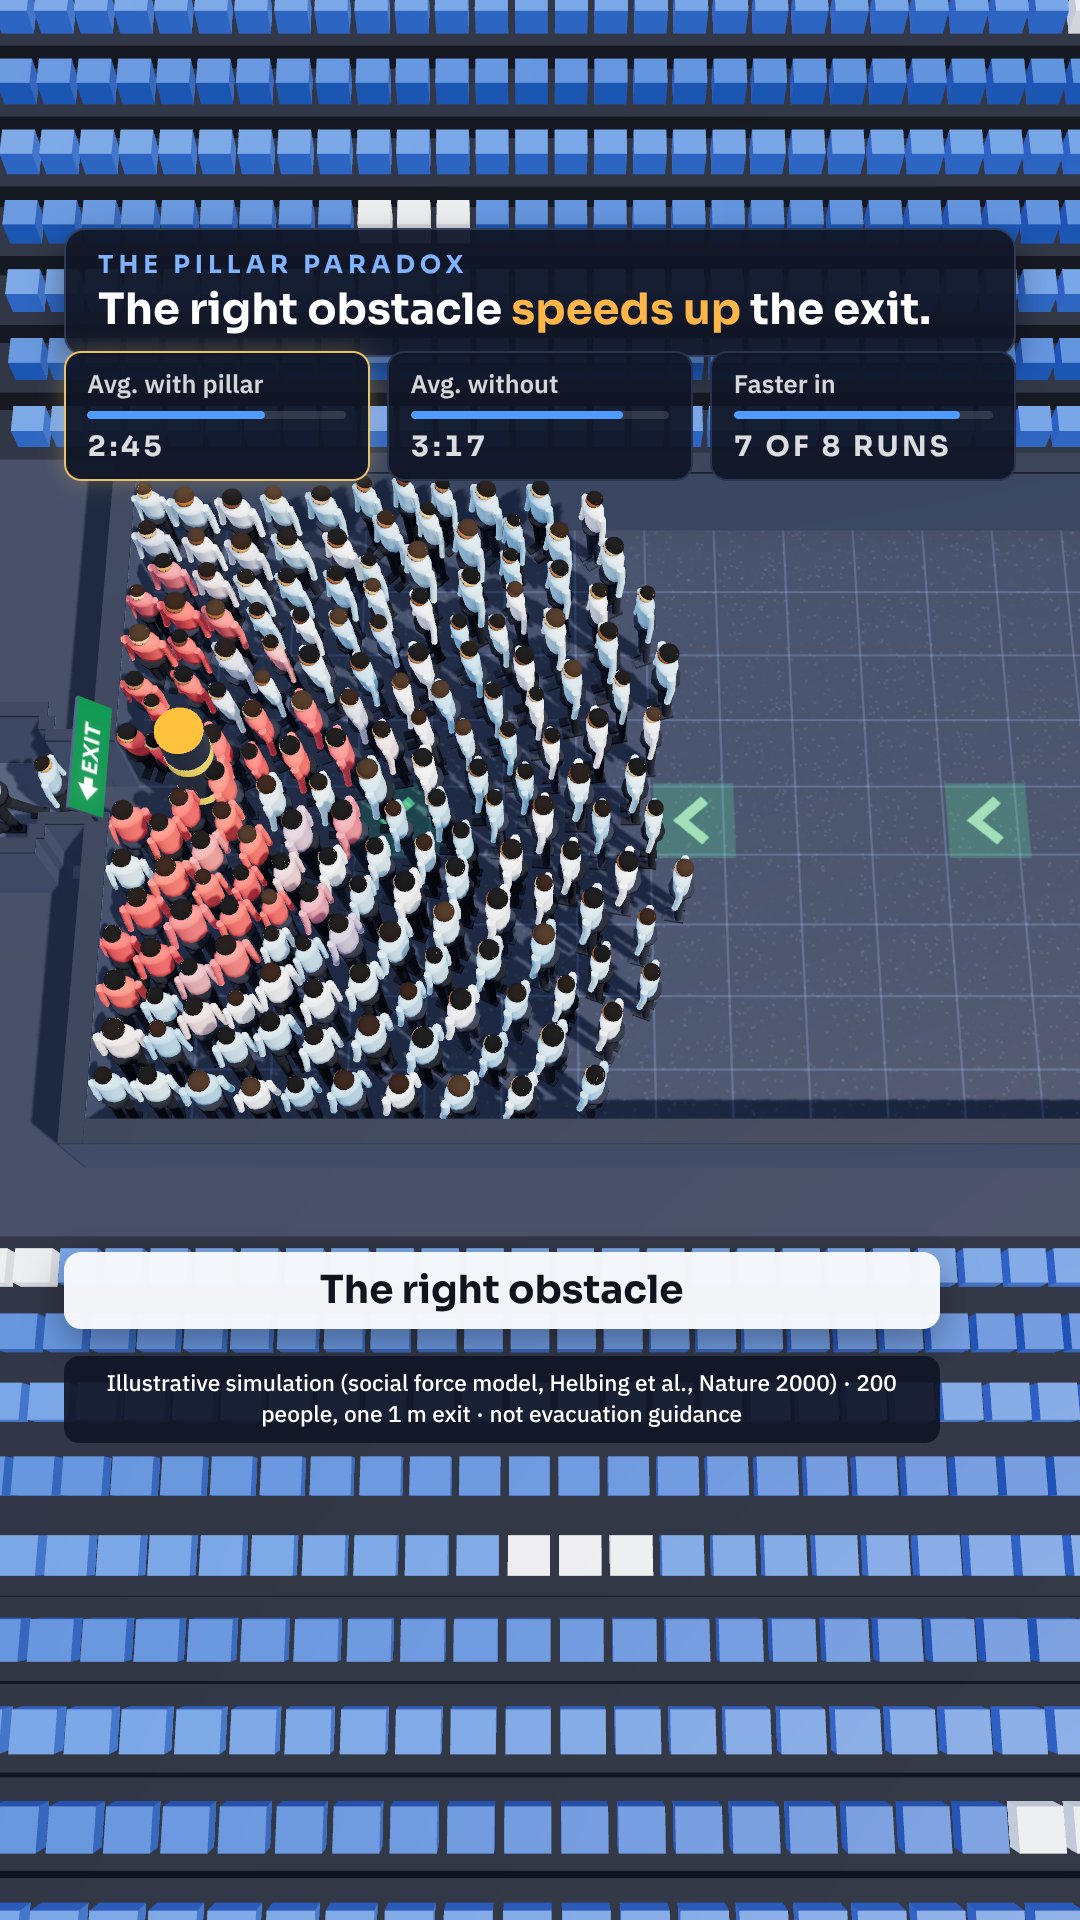 THE PILLAR PARADOX
The right obstacle speeds up the exit.
Avg. with pillar
2:45
Avg. without
3:17
Faster in
7 OF 8 RUNS
EXIT
The right obstacle
Illustrative simulation (social force model, Helbing et al., Nature 2000) · 200
people, one 1 m exit · not evacuation guidance